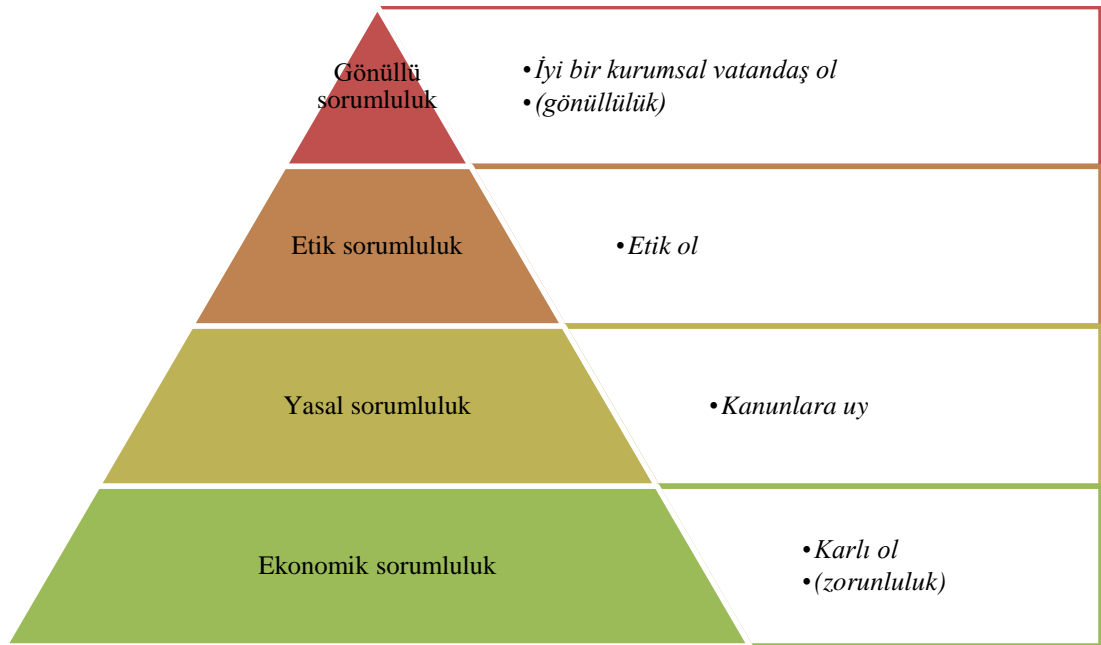 Gönüllü
sorumluluk
•İyi bir kurumsal vatandaş ol
•(gönüllülük)
Etik sorumluluk
•Etik ol
Yasal sorumluluk
•Kanunlara uy
Ekonomik sorumluluk
•Karlı ol
•(zorunluluk)